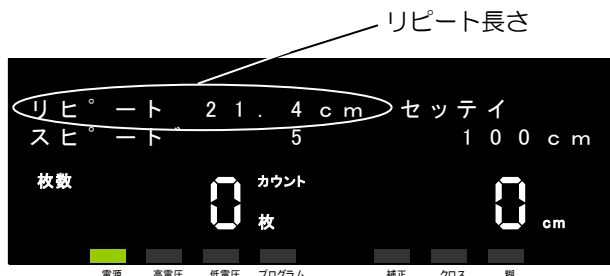 リピート長さ
リピート 21.4cm セッテイ
スピード 5 100cm
枚数 0 カウント 枚 0 cm
電源 高電圧 低電圧 プログラム 補正 クロス 糊